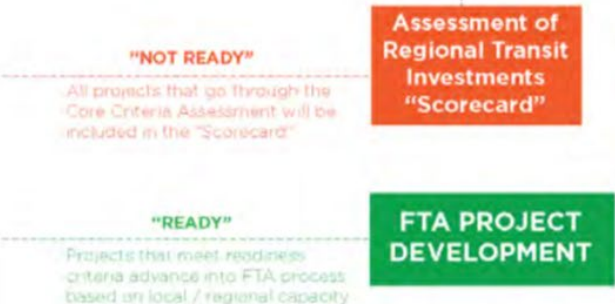 Assessment of
Regional Transit
Investments
“Scorecard”
“NOT READY”
All projects that go through the
Core Criteria Assessment will be
included in the “Scorecard”
“READY”
Projects that meet readiness
criteria advance into FTA process
based on local / regional capacity
FTA PROJECT
DEVELOPMENT